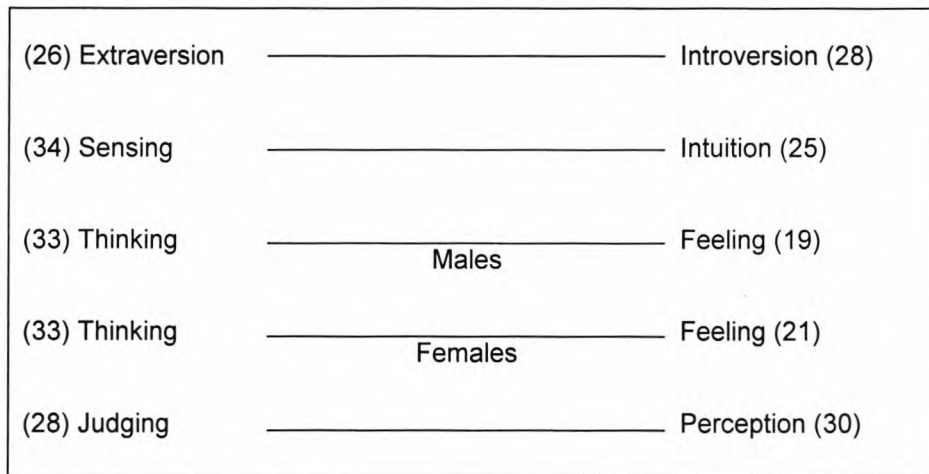 (26) Extraversion Introversion (28)
(34) Sensing Intuition (25)
(33) Thinking Males Feeling (19)
(33) Thinking Females Feeling (21)
(28) Judging Perception (30)